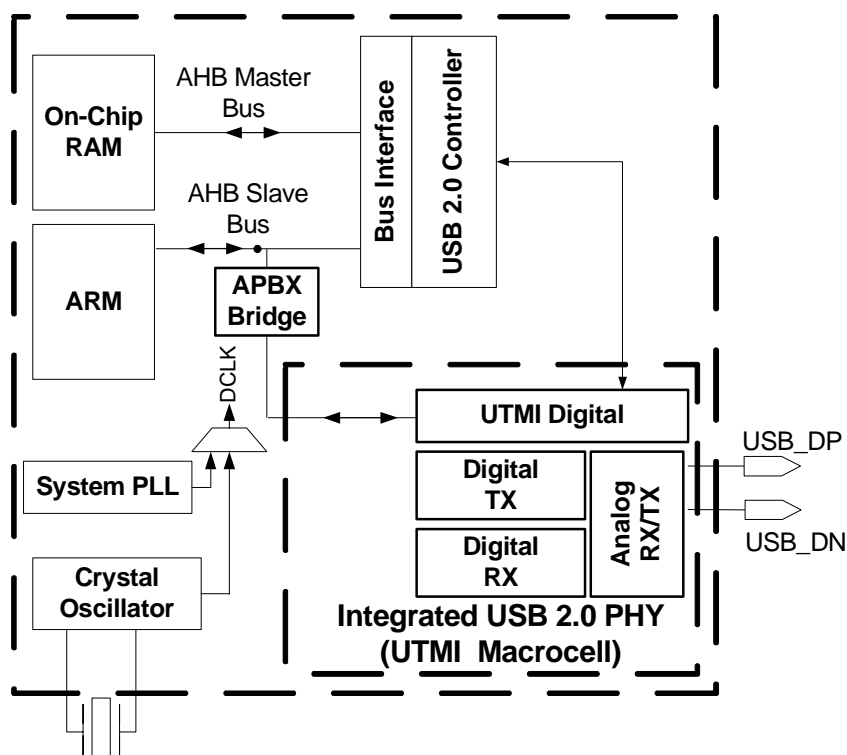 On-Chip
RAM
AHB Master
Bus
Bus Interface
USB 2.0 Controller
AHB Slave
Bus
ARM
APBX
Bridge
DCLK
UTMI Digital
System PLL
Digital
TX
Analog
RX/TX
USB_DP
USB_DN
Digital
RX
Crystal
Oscillator
Integrated USB 2.0 PHY
(UTMI Macrocell)